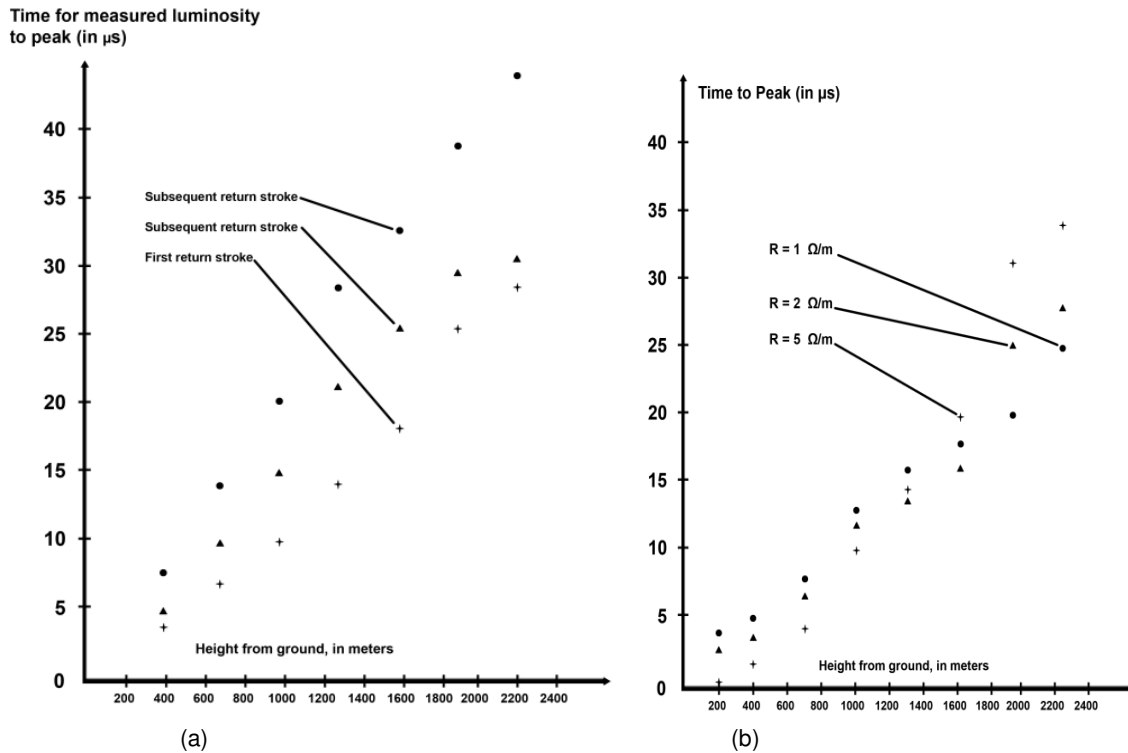 Time for measured luminosity
to peak (in µs)
40
35
30
25
20
15
10
5
0
Subsequent return stroke
Subsequent return stroke
First return stroke
Height from ground, in meters
200 400 600 800 1000 1200 1400 1600 1800 2000 2200 2400
(a)
Time to Peak (in µs)
40
35
30
25
20
15
10
5
0
R = 1 Ω/m
R = 2 Ω/m
R = 5 Ω/m
Height from ground, in meters
200 400 600 800 1000 1200 1400 1600 1800 2000 2200 2400
(b)